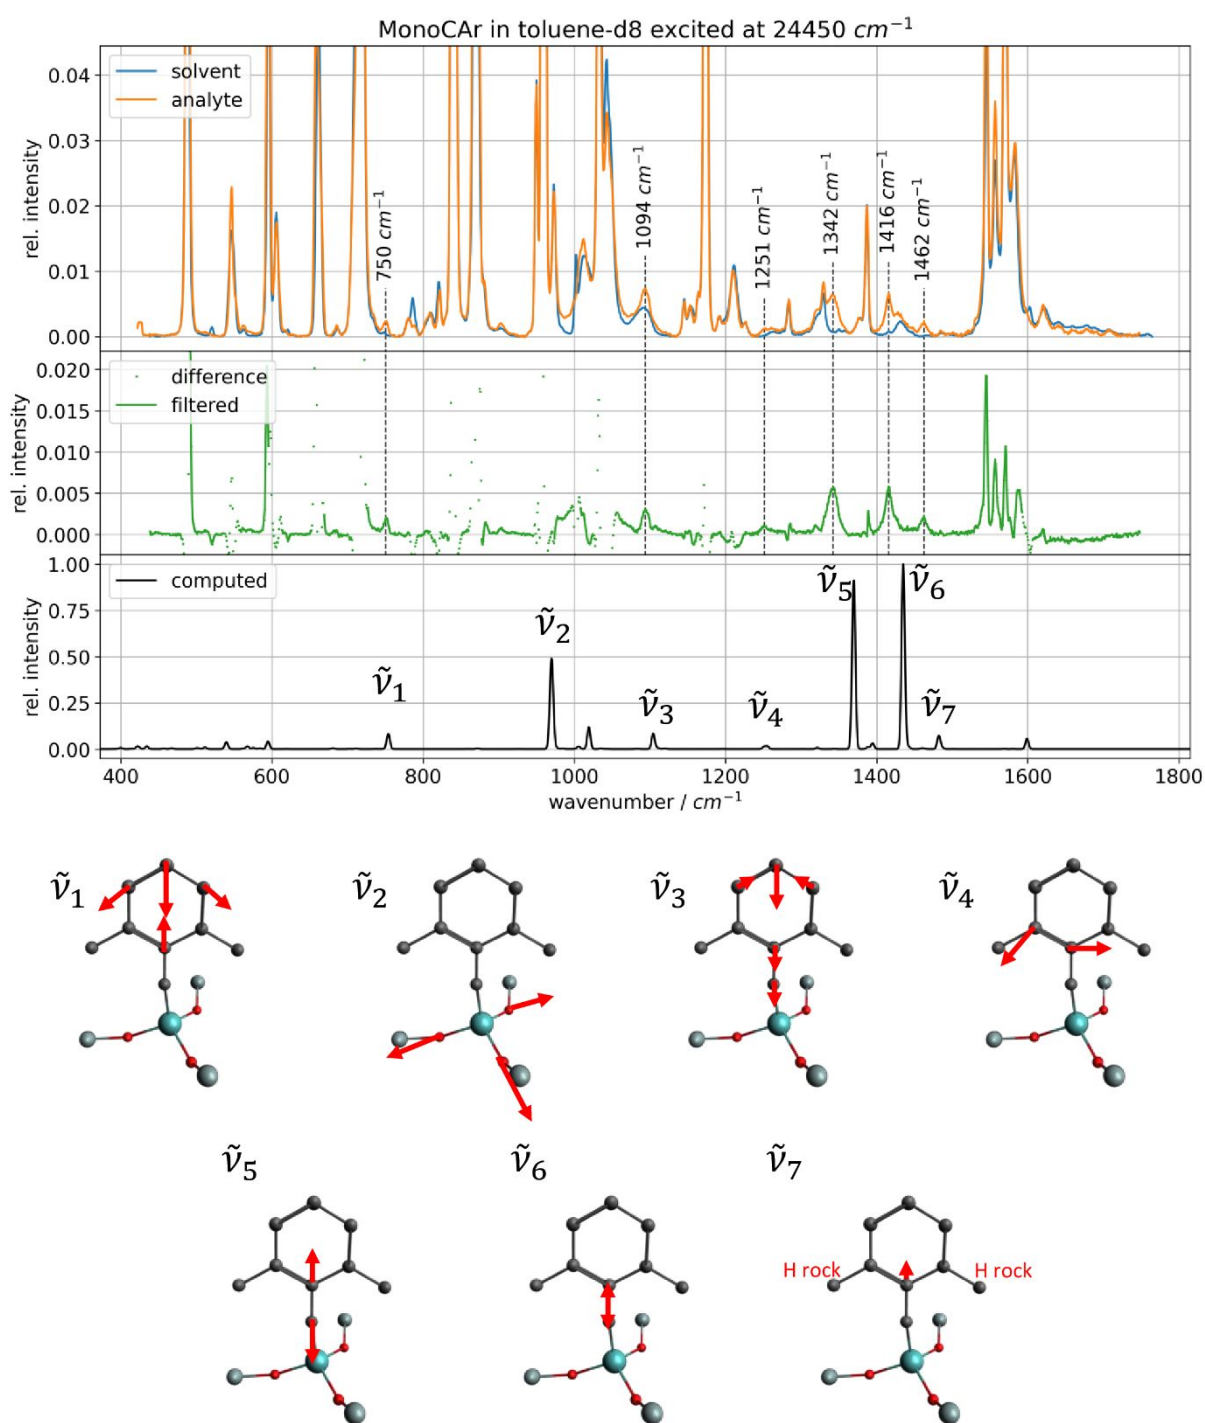 MonoCAr in toluene-d8 excited at 24450 cm⁻¹
solvent
analyte
rel. intensity
0.04
0.03
0.02
0.01
0.00
750 cm⁻¹
1094 cm⁻¹
1251 cm⁻¹
1342 cm⁻¹
1416 cm⁻¹
1462 cm⁻¹
difference
filtered
rel. intensity
0.020
0.015
0.010
0.005
0.000
computed
rel. intensity
1.00
0.75
0.50
0.25
0.00
ν̃₁
ν̃₂
ν̃₃
ν̃₄
ν̃₅
ν̃₆
ν̃₇
400 600 800 1000 1200 1400 1600 1800
wavenumber / cm⁻¹
ν̃₁ ν̃₂ ν̃₃ ν̃₄
ν̃₅ ν̃₆ ν̃₇
H rock H rock